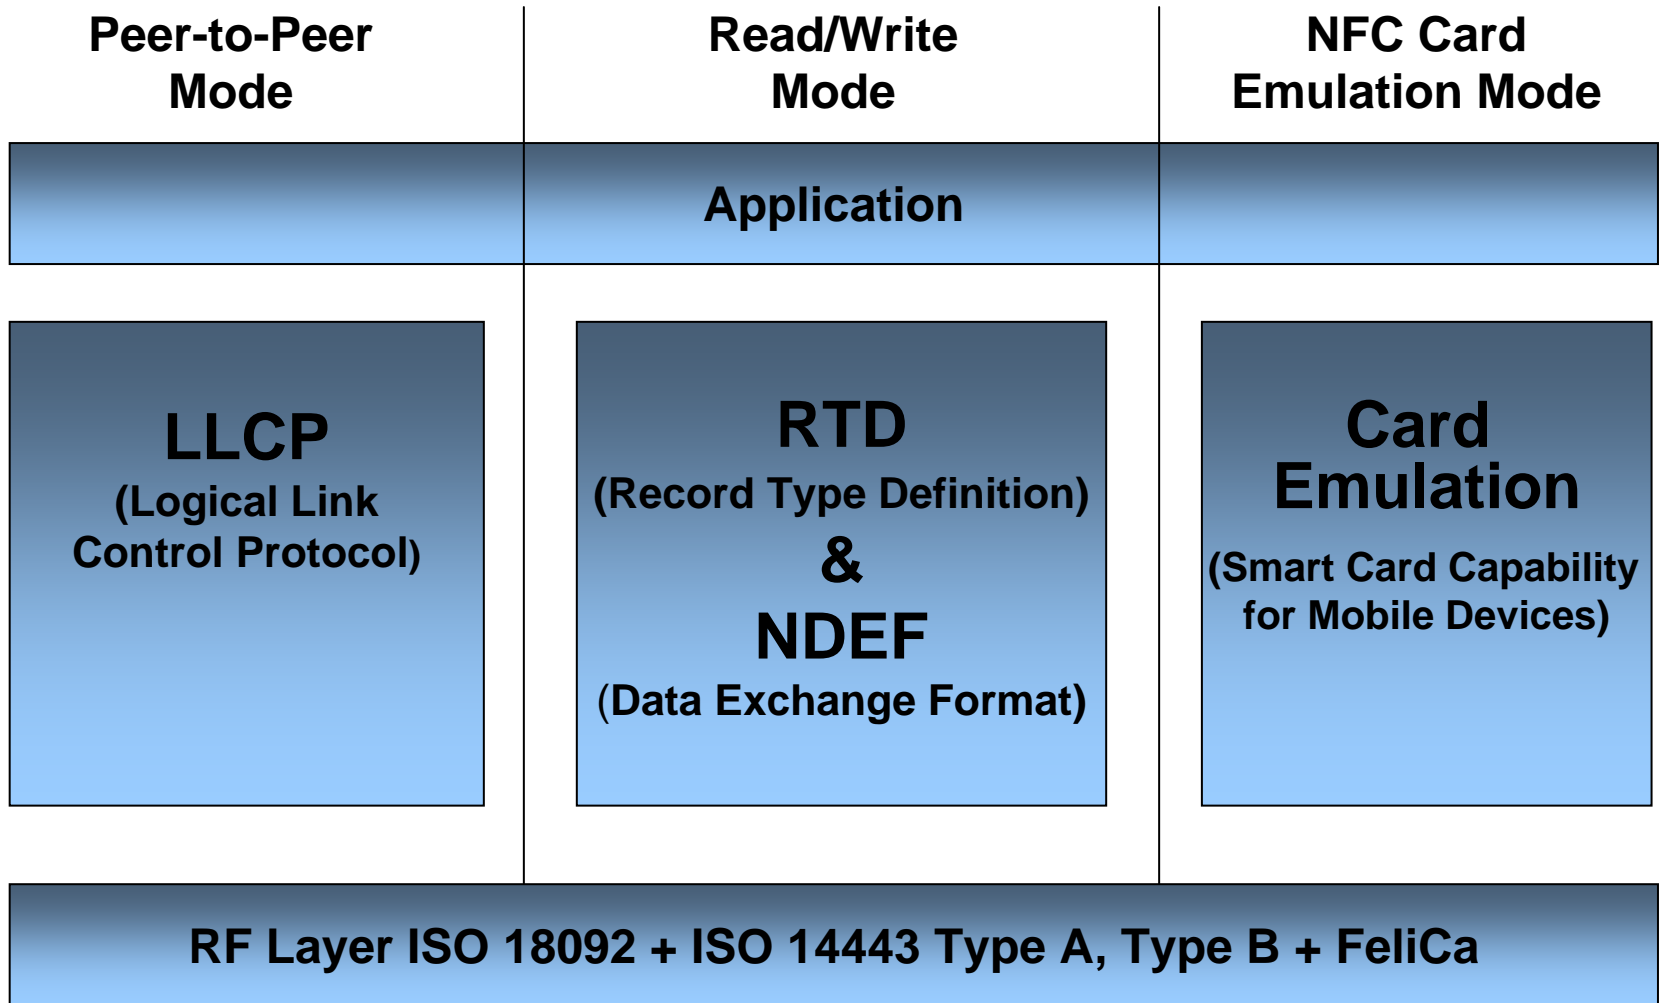 Peer-to-Peer
Mode
Read/Write
Mode
NFC Card
Emulation Mode
Application
LLCP
(Logical Link
Control Protocol)
RTD
(Record Type Definition)
&
NDEF
(Data Exchange Format)
Card
Emulation
(Smart Card Capability
for Mobile Devices)
RF Layer ISO 18092 + ISO 14443 Type A, Type B + FeliCa